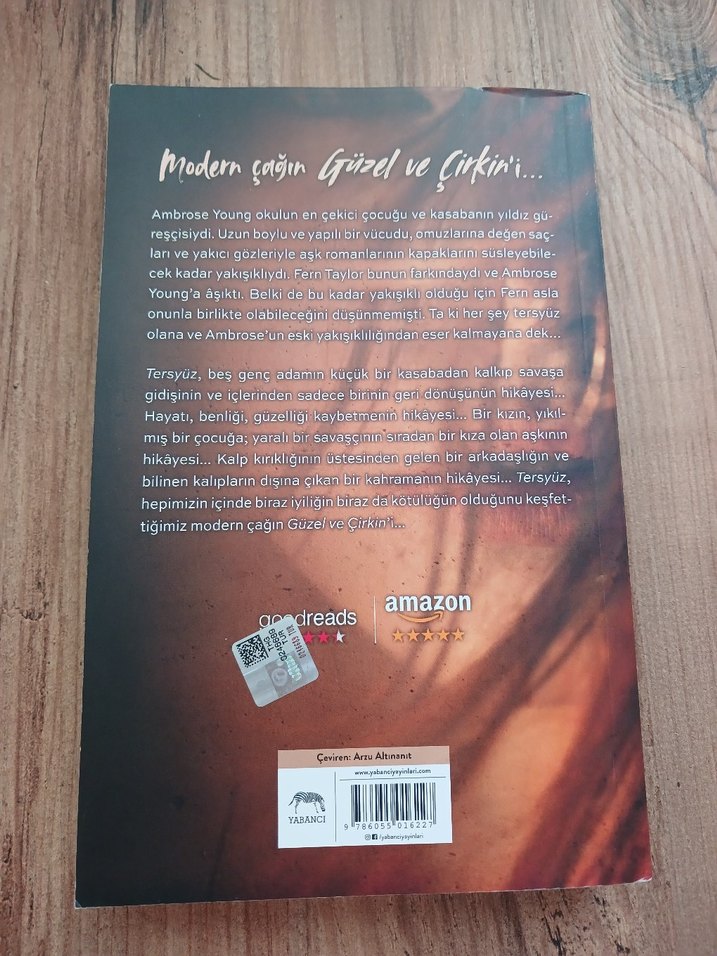 Modern çağın Güzel ve Çirkin'i...
Ambrose Young okulun en çekici çocuğu ve kasabanın yıldız gü-
reşçisiydi. Uzun boylu ve yapılı bir vücudu, omuzlarına değen saç-
ları ve yakıcı gözleriyle aşk romanlarının kapaklarını süsleyebile-
cek kadar yakışıklıydı. Fern Taylor bunun farkındaydı ve Ambrose
Young'a âşıktı. Belki de bu kadar yakışıklı olduğu için Fern asla
onunla birlikte olabileceğini düşünmemişti. Ta ki her şey tersyüz
olana ve Ambrose'un eski yakışıklılığından eser kalmayana dek...
Tersyüz, beş genç adamın küçük bir kasabadan kalkıp savaşa
gidişinin ve içlerinden sadece birinin geri dönüşünün hikâyesi...
Hayatı, benliği, güzelliği kaybetmenin hikâyesi... Bir kızın, yıkıl-
mış bir çocuğa; yaralı bir savaşçının sıradan bir kıza olan aşkının
hikâyesi... Kalp kırıklığının üstesinden gelen bir arkadaşlığın ve
bilinen kalıpların dışına çıkan bir kahramanın hikâyesi... Tersyüz,
hepimizin içinde biraz iyiliğin biraz da kötülüğün olduğunu keşfet-
tiğimiz modern çağın Güzel ve Çirkin'i...
goodreads
amazon
Çeviren: Arzu Altınanıt
www.yabanciyayinlari.com
YABANCI
9 786055 016227
/yabanciyayinlari